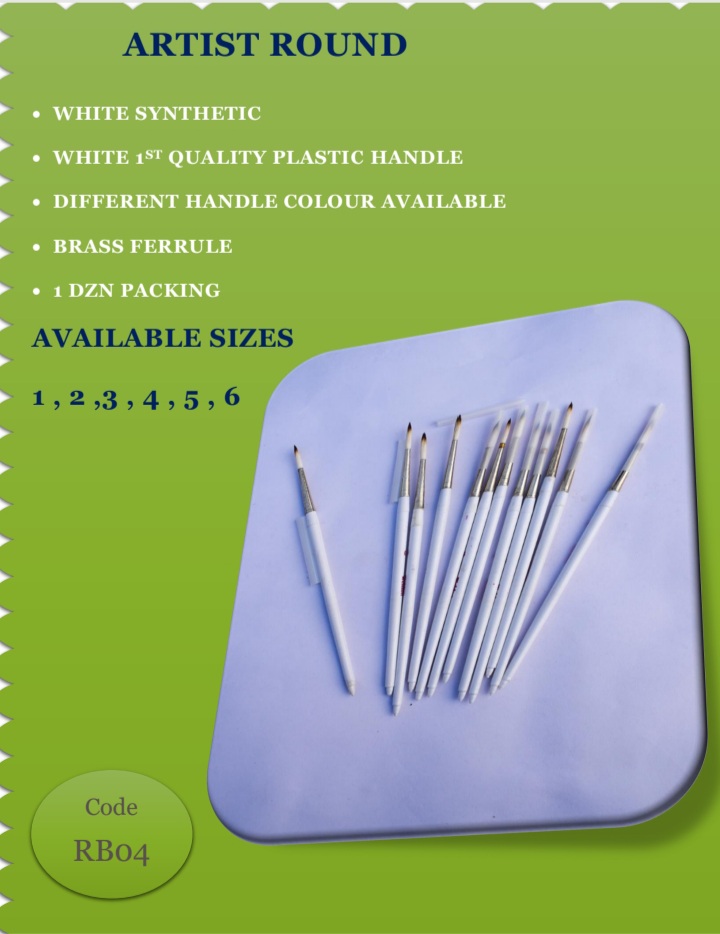 ARTIST ROUND
• WHITE SYNTHETIC
• WHITE 1ST QUALITY PLASTIC HANDLE
• DIFFERENT HANDLE COLOUR AVAILABLE
• BRASS FERRULE
• 1 DZN PACKING
AVAILABLE SIZES
1 , 2 ,3 , 4 , 5 , 6
Code
RB04